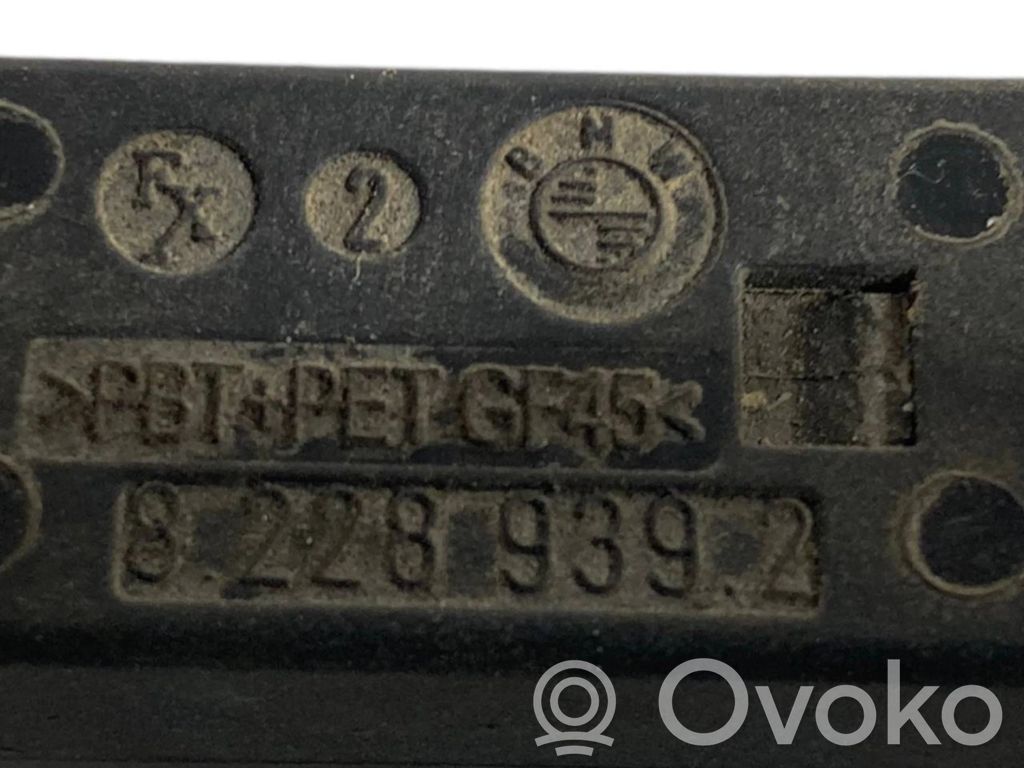 FX 2 BMW
>PBT+PET GF45<
8.228 939.2
Ovoko